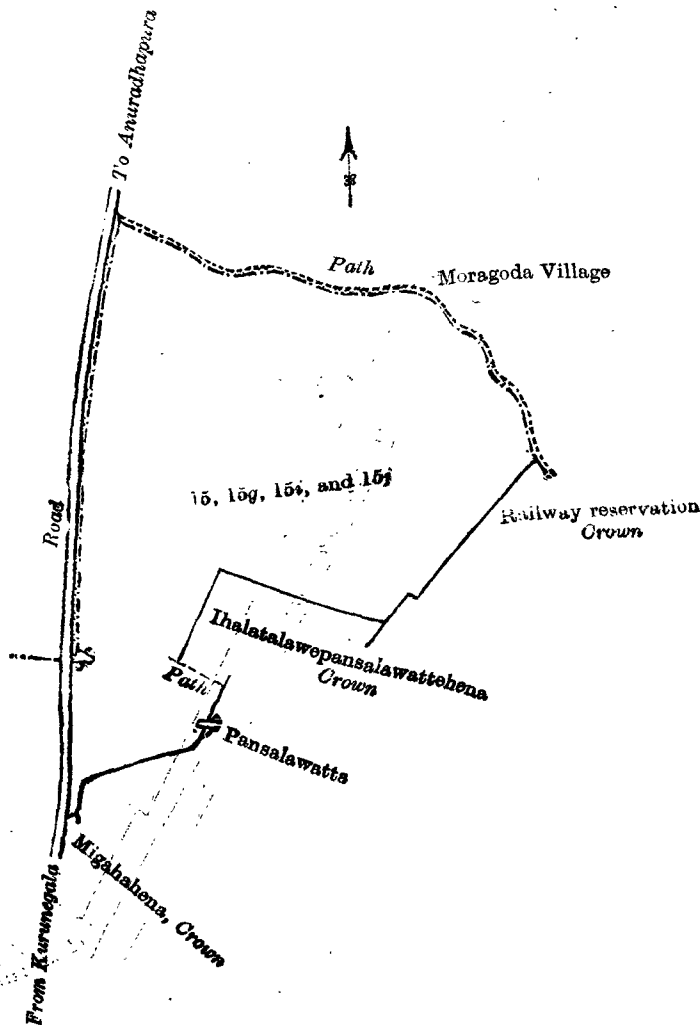 To Anuradhapura
Path
Moragoda Village
15, 15g, 15i, and 15j
Railway reservation
Crown
Road
Ihalatalawepansalawattehena
Crown
Path
Pansalawatta
Migahahena, Crown
From Kurunegala